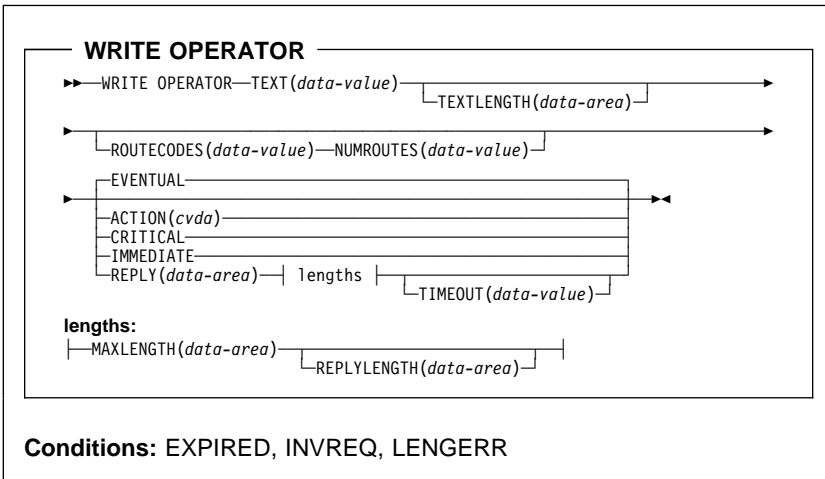 WRITE OPERATOR
WRITE OPERATOR TEXT(data-value)
TEXTLENGTH(data-area)
ROUTECODES(data-value) NUMROUTES(data-value)
EVENTUAL
ACTION(cvda)
CRITICAL
IMMEDIATE
REPLY(data-area) lengths
TIMEOUT(data-value)
lengths:
MAXLENGTH(data-area)
REPLYLENGTH(data-area)
Conditions: EXPIRED, INVREQ, LENGERR